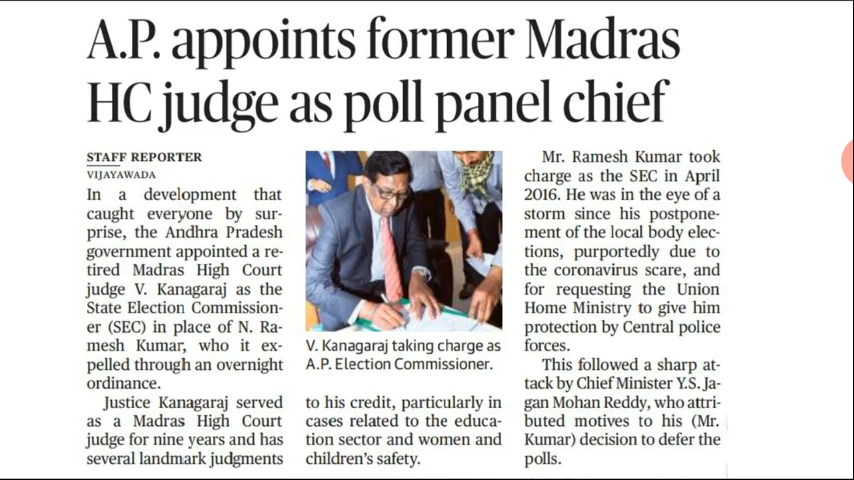 A.P. appoints former Madras
HC judge as poll panel chief
STAFF REPORTER
VIJAYAWADA
In a development that
caught everyone by sur-
prise, the Andhra Pradesh
government appointed a re-
tired Madras High Court
judge V. Kanagaraj as the
State Election Commission-
er (SEC) in place of N. Ra-
mesh Kumar, who it ex-
pelled through an overnight
ordinance.
Justice Kanagaraj served
as a Madras High Court
judge for nine years and has
several landmark judgments
V. Kanagaraj taking charge as
A.P. Election Commissioner.
to his credit, particularly in
cases related to the educa-
tion sector and women and
children's safety.
Mr. Ramesh Kumar took
charge as the SEC in April
2016. He was in the eye of a
storm since his postpone-
ment of the local body elec-
tions, purportedly due to
the coronavirus scare, and
for requesting the Union
Home Ministry to give him
protection by Central police
forces.
This followed a sharp at-
tack by Chief Minister Y.S. Ja-
gan Mohan Reddy, who attri-
buted motives to his (Mr.
Kumar) decision to defer the
polls.